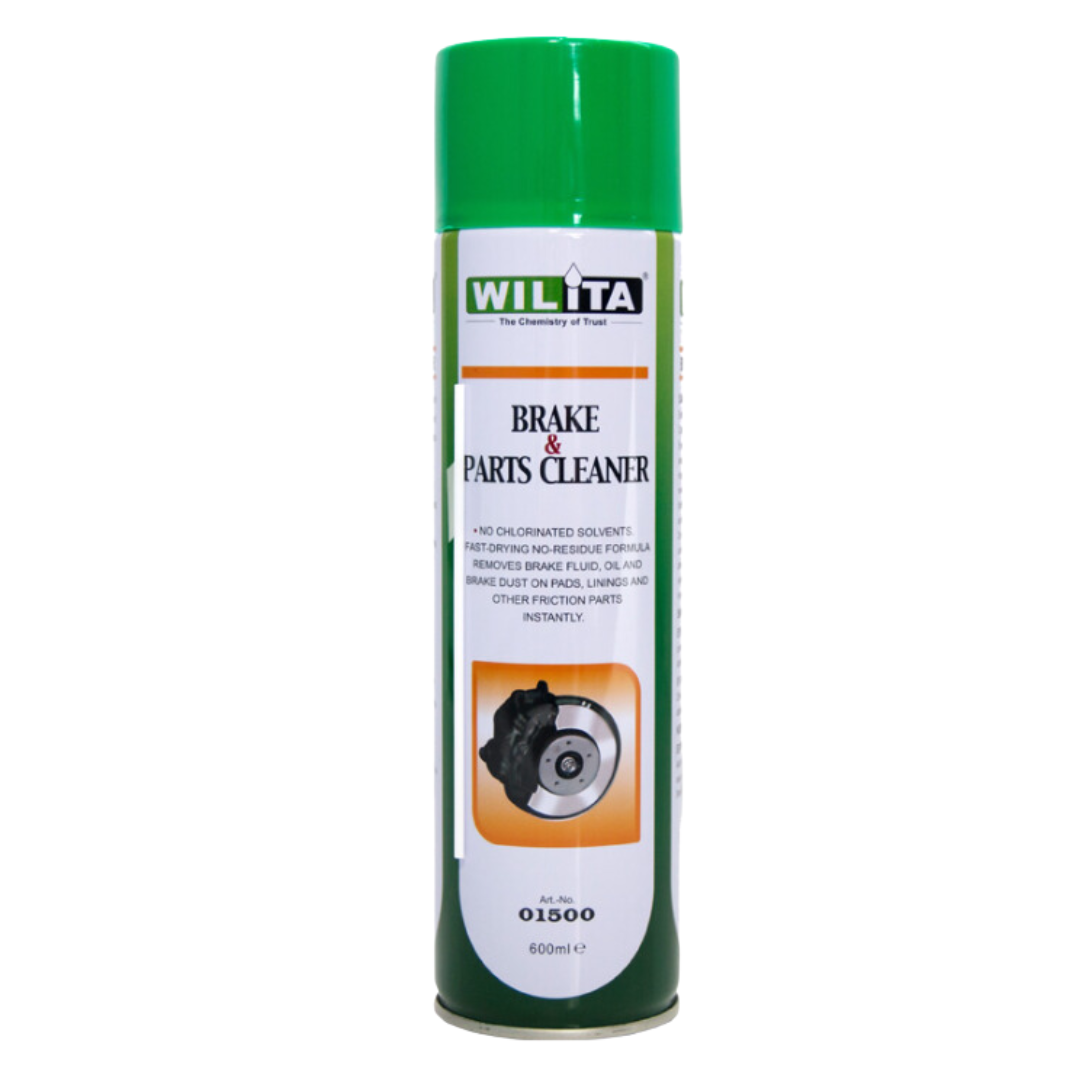 WILITA®
The Chemistry of Trust
BRAKE
&
PARTS CLEANER
• NO CHLORINATED SOLVENTS
FAST-DRYING NO-RESIDUE FORMULA
REMOVES BRAKE FLUID, OIL AND
BRAKE DUST ON PADS, LININGS AND
OTHER FRICTION PARTS
INSTANTLY.
Art.-No.
01500
600ml ℮